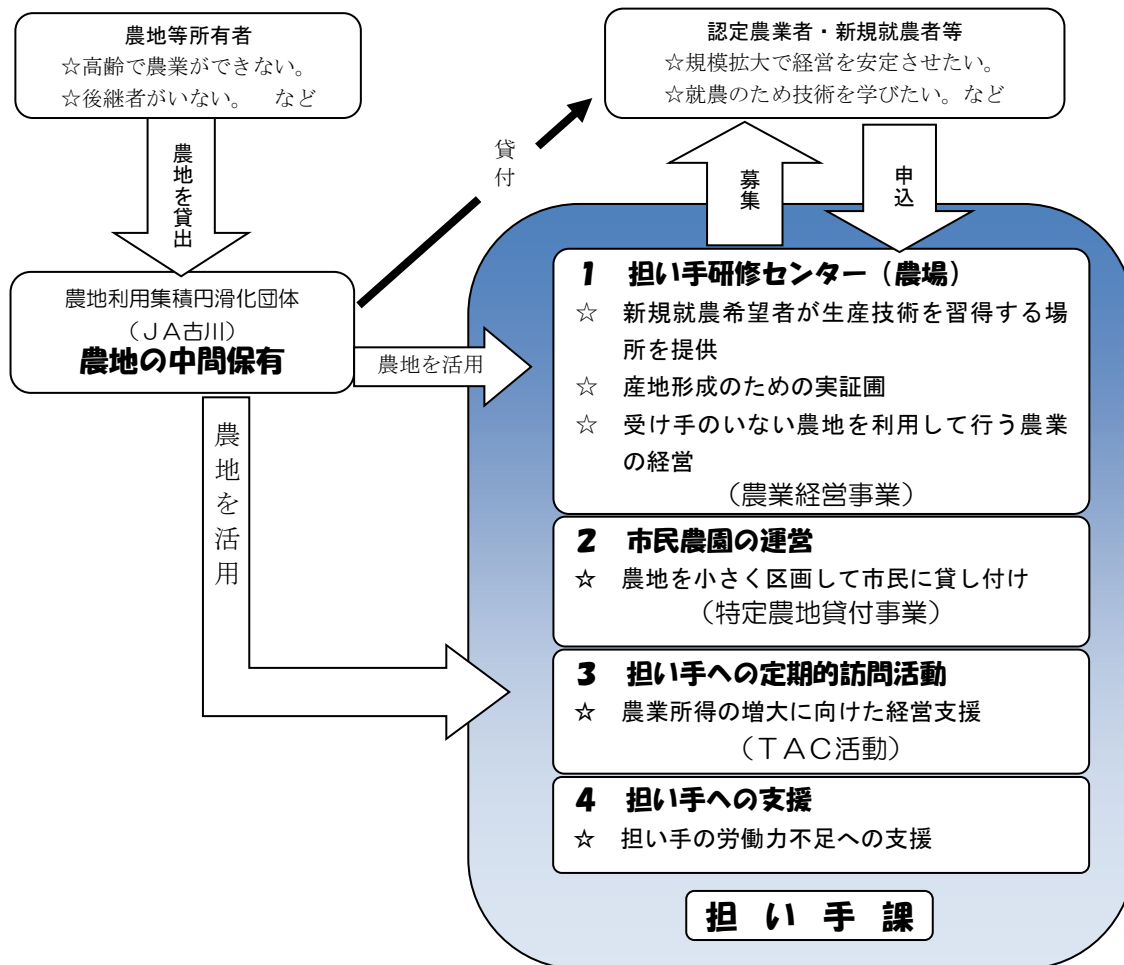 農地等所有者
☆高齢で農業ができない。
☆後継者がいない。　など
認定農業者・新規就農者等
☆規模拡大で経営を安定させたい。
☆就農のため技術を学びたい。など
農地を貸出
貸付
募集
申込
農地利用集積円滑化団体
（ＪＡ古川）
農地の中間保有
農地を活用
農地を活用
1　担い手研修センター（農場）
☆　新規就農希望者が生産技術を習得する場
所を提供
☆　産地形成のための実証圃
☆　受け手のいない農地を利用して行う農業
の経営
（農業経営事業）
2　市民農園の運営
☆　農地を小さく区画して市民に貸し付け
（特定農地貸付事業）
3　担い手への定期的訪問活動
☆　農業所得の増大に向けた経営支援
（ＴＡＣ活動）
4　担い手への支援
☆　担い手の労働力不足への支援
担　い　手　課